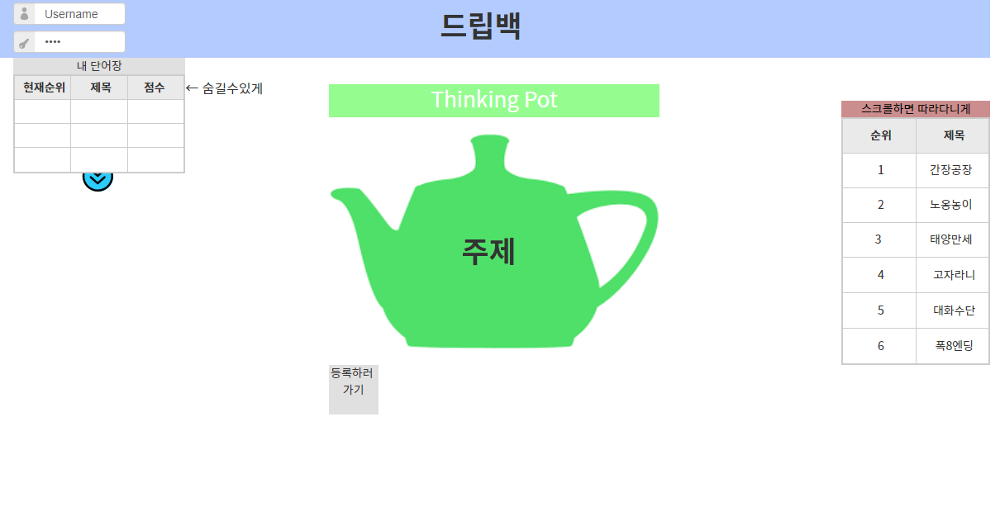 Username
드립백
••••
내 단어장
현재순위 제목 점수
← 숨길수있게
Thinking Pot
주제
등록하러
가기
스크롤하면 따라다니게
순위 제목
1 간장공장
2 노옹농이
3 태양만세
4 고자라니
5 대화수단
6 폭8엔딩